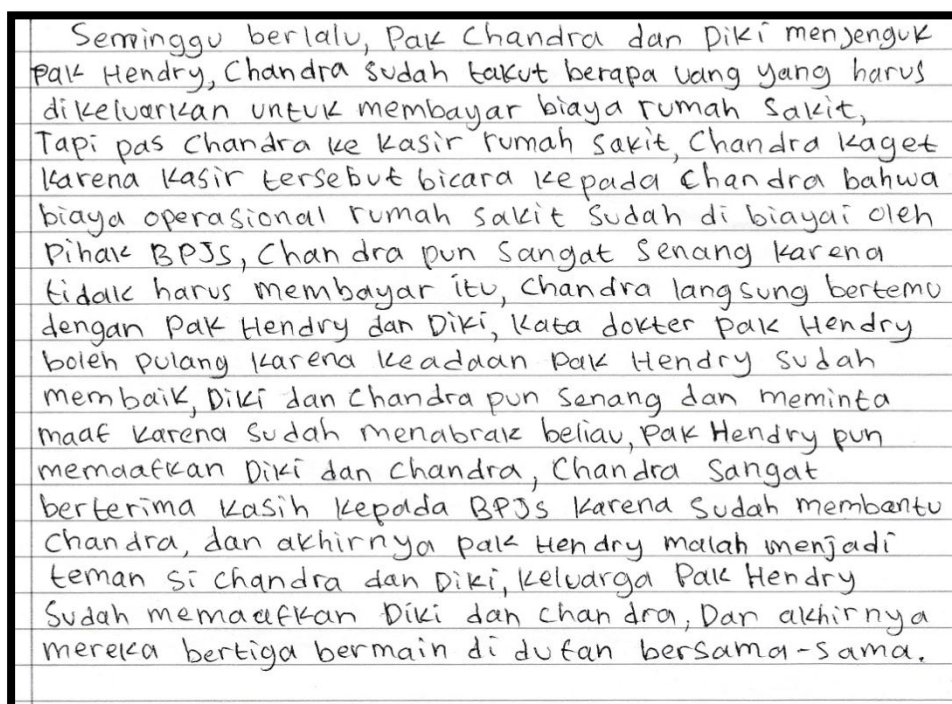 Seminggu berlalu, Pak Chandra dan Diki menjenguk
pak Hendry, Chandra sudah takut berapa uang yang harus
dikeluarkan untuk membayar biaya rumah sakit,
Tapi pas Chandra ke kasir rumah sakit, Chandra kaget
karena kasir tersebut bicara kepada Chandra bahwa
biaya operasional rumah sakit sudah di biayai oleh
Pihak BPJS, Chandra pun sangat senang karena
tidak harus membayar itu, Chandra langsung bertemu
dengan Pak Hendry dan Diki, kata dokter pak Hendry
boleh pulang karena keadaan pak Hendry sudah
membaik, Diki dan Chandra pun senang dan meminta
maaf karena sudah menabrak beliau, Pak Hendry pun
memaafkan Diki dan Chandra, Chandra sangat
berterima kasih kepada BPJS karena sudah membantu
Chandra, dan akhirnya pak Hendry malah menjadi
teman si Chandra dan Diki, keluarga Pak Hendry
sudah memaafkan Diki dan Chandra, Dan akhirnya
mereka bertiga bermain di dufan bersama-sama.